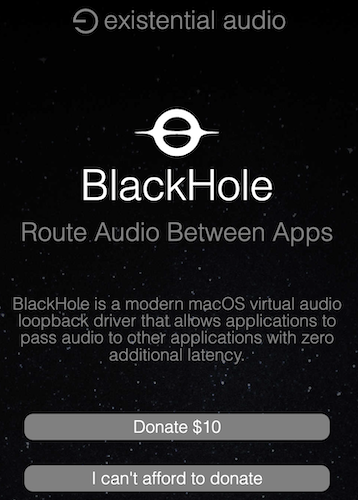 existential audio
BlackHole
Route Audio Between Apps
BlackHole is a modern macOS virtual audio
loopback driver that allows applications to
pass audio to other applications with zero
additional latency.
Donate $10
I can't afford to donate